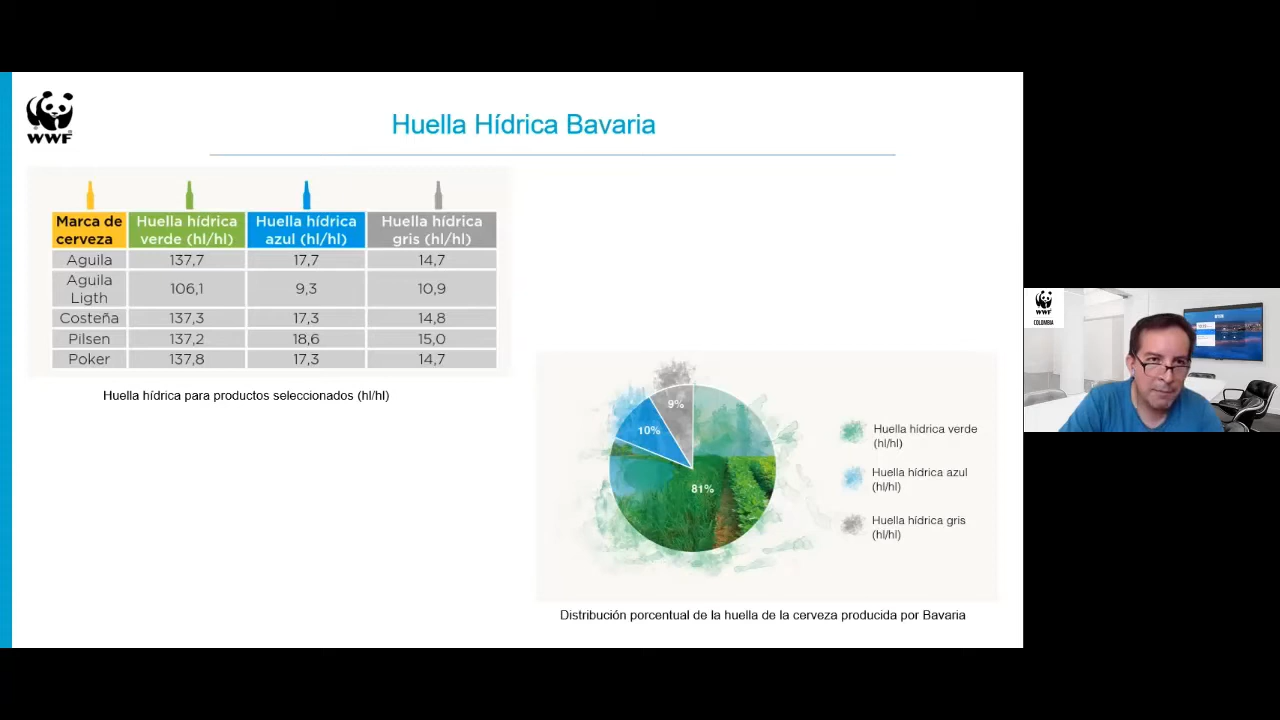 WWF
Huella Hídrica Bavaria
Marca de cerveza | Huella hídrica verde (hl/hl) | Huella hídrica azul (hl/hl) | Huella hídrica gris (hl/hl)
Aguila | 137,7 | 17,7 | 14,7
Aguila Ligth | 106,1 | 9,3 | 10,9
Costeña | 137,3 | 17,3 | 14,8
Pilsen | 137,2 | 18,6 | 15,0
Poker | 137,8 | 17,3 | 14,7
Huella hídrica para productos seleccionados (hl/hl)
9%
10%
81%
Huella hídrica verde
(hl/hl)
Huella hídrica azul
(hl/hl)
Huella hídrica gris
(hl/hl)
Distribución porcentual de la huella de la cerveza producida por Bavaria
WWF
COLOMBIA